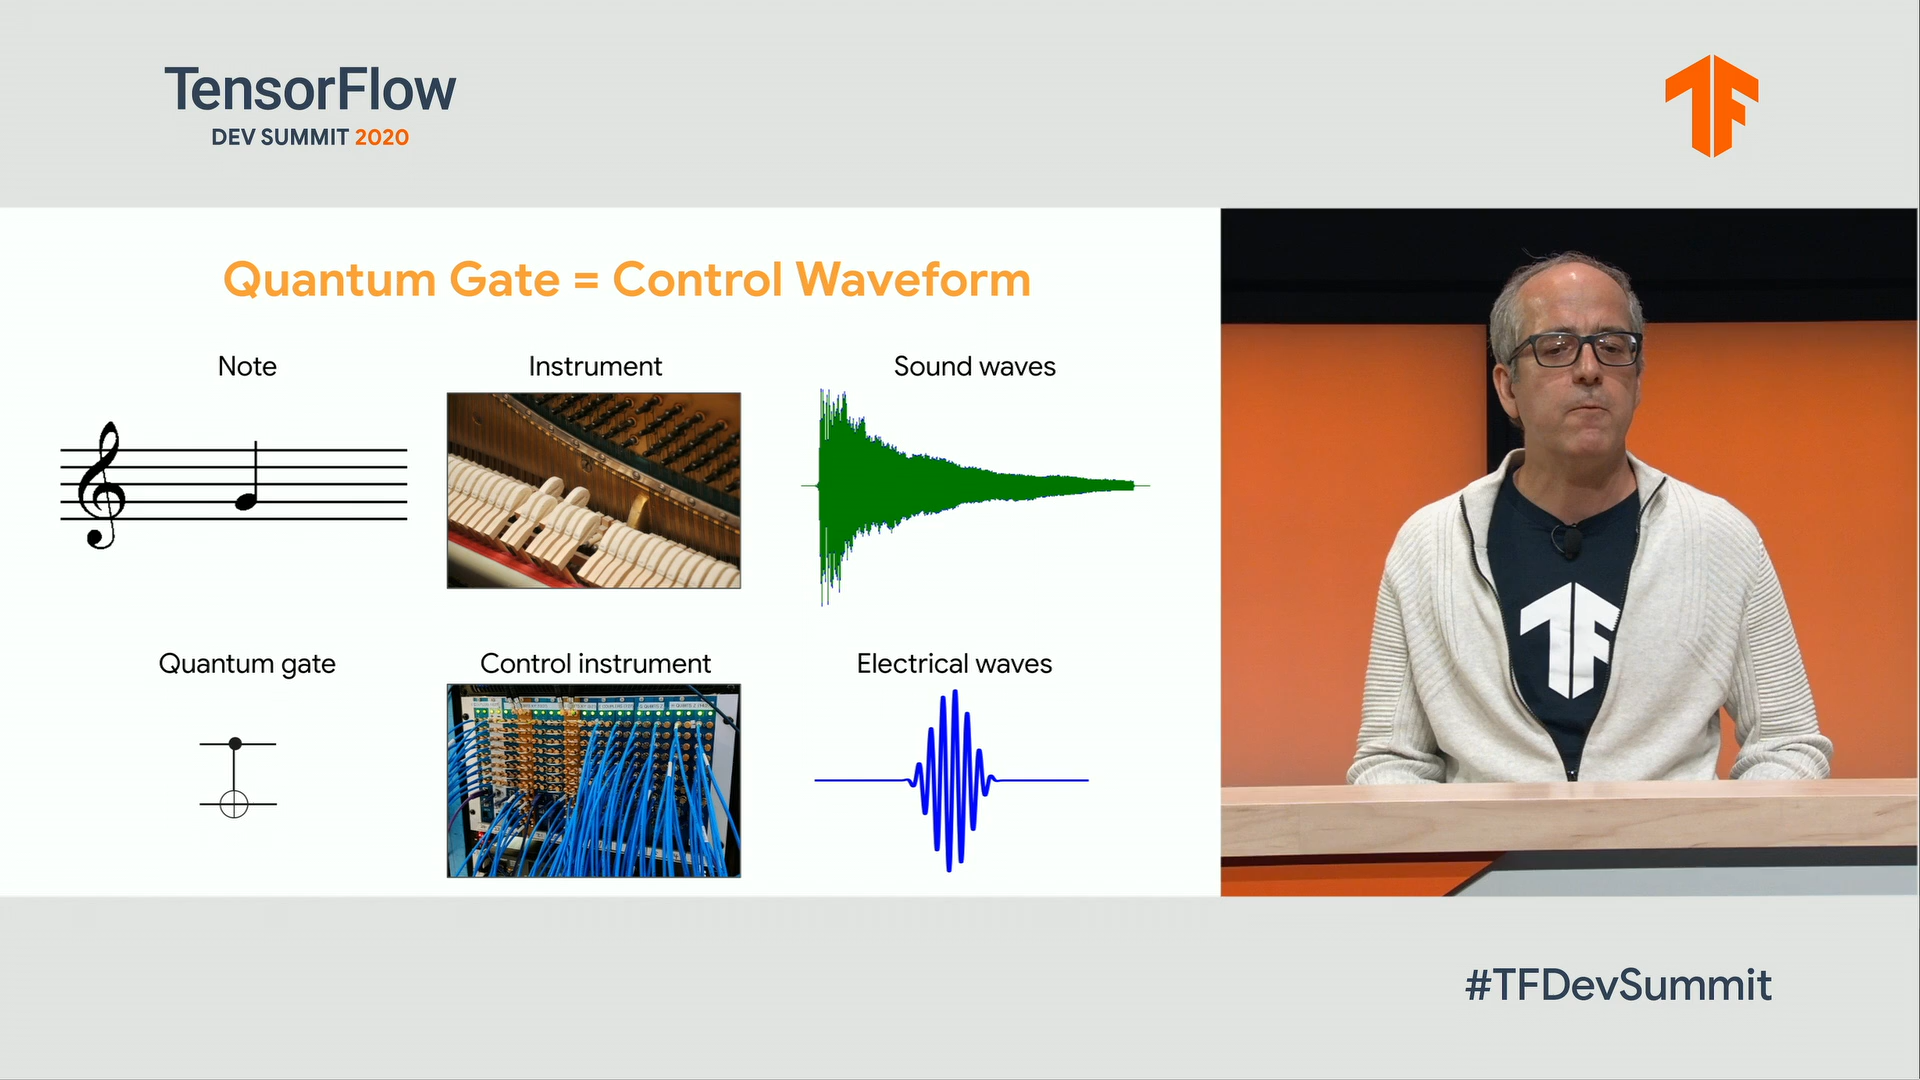 TensorFlow
DEV SUMMIT 2020
Quantum Gate = Control Waveform
Note
Instrument
Sound waves
Quantum gate
Control instrument
Electrical waves
#TFDevSummit